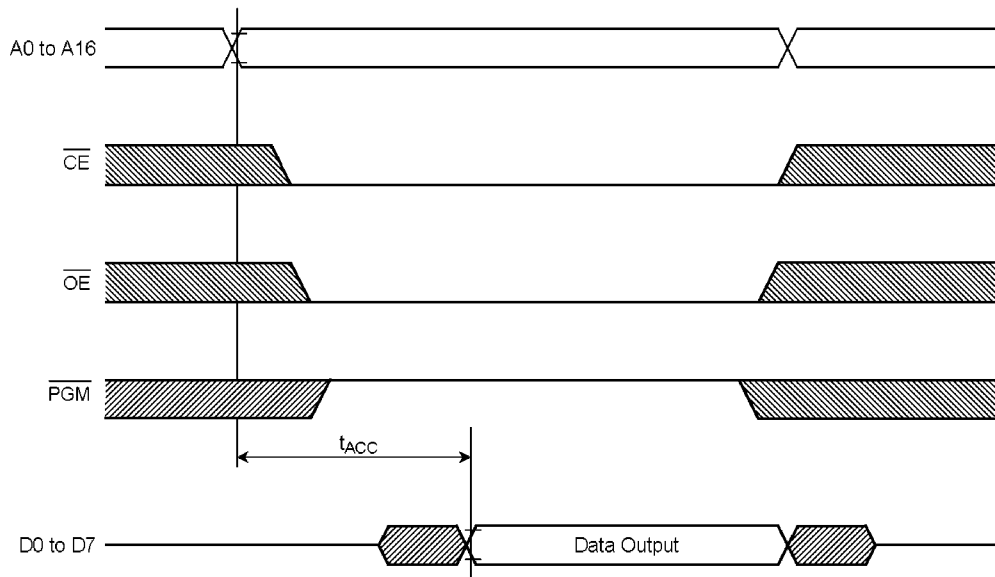 A0 to A16
CE
OE
PGM
tACC
D0 to D7
Data Output